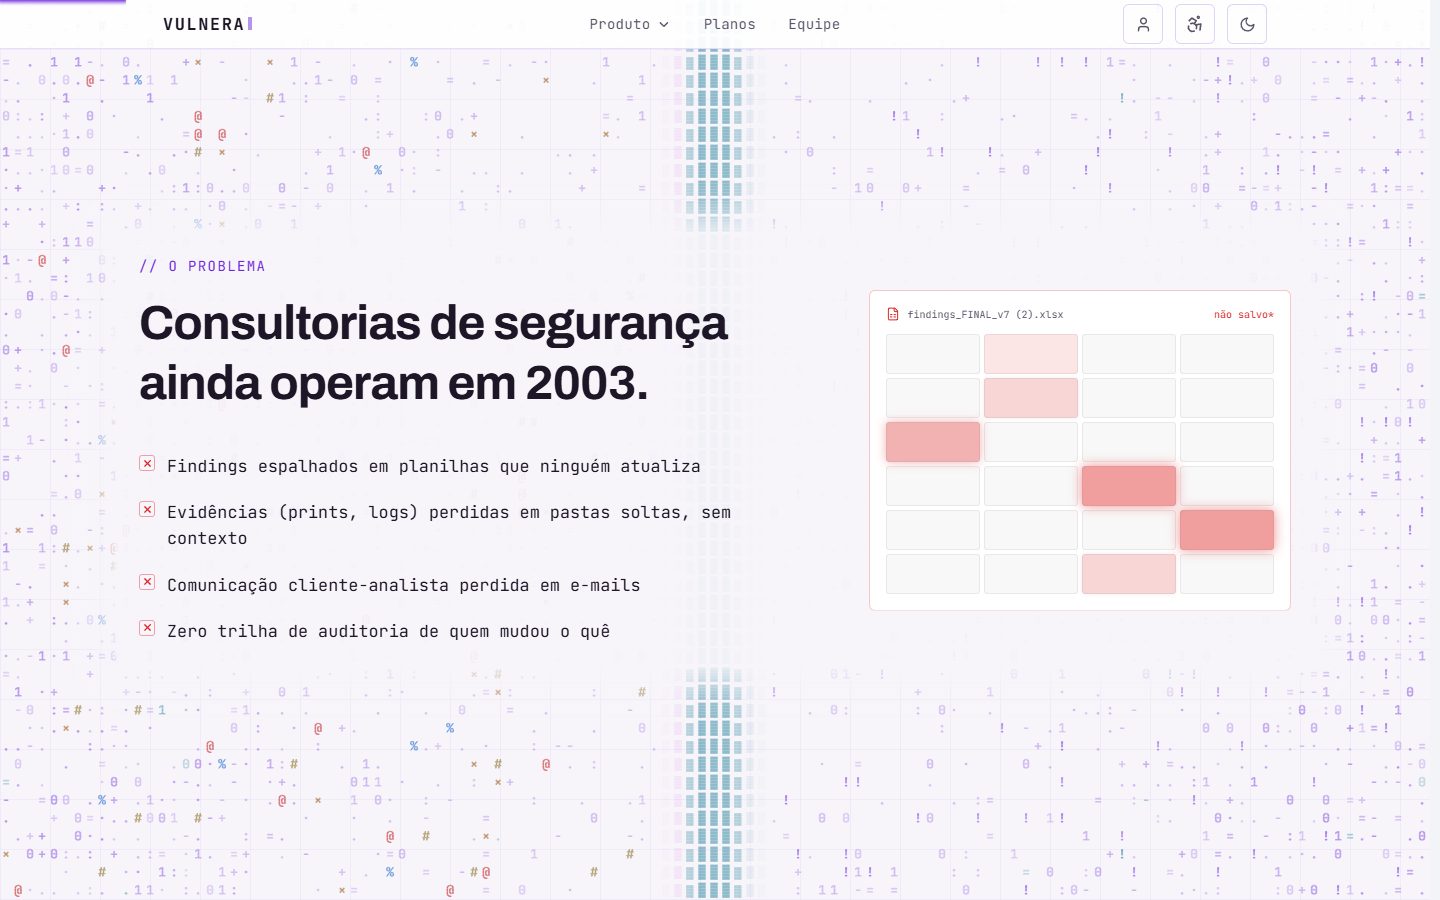 VULNERA
Produto
Planos
Equipe
// O PROBLEMA
Consultorias de segurança
ainda operam em 2003.
Findings espalhados em planilhas que ninguém atualiza
Evidências (prints, logs) perdidas em pastas soltas, sem
contexto
Comunicação cliente-analista perdida em e-mails
Zero trilha de auditoria de quem mudou o quê
findings_FINAL_v7 (2).xlsx
não salvo*